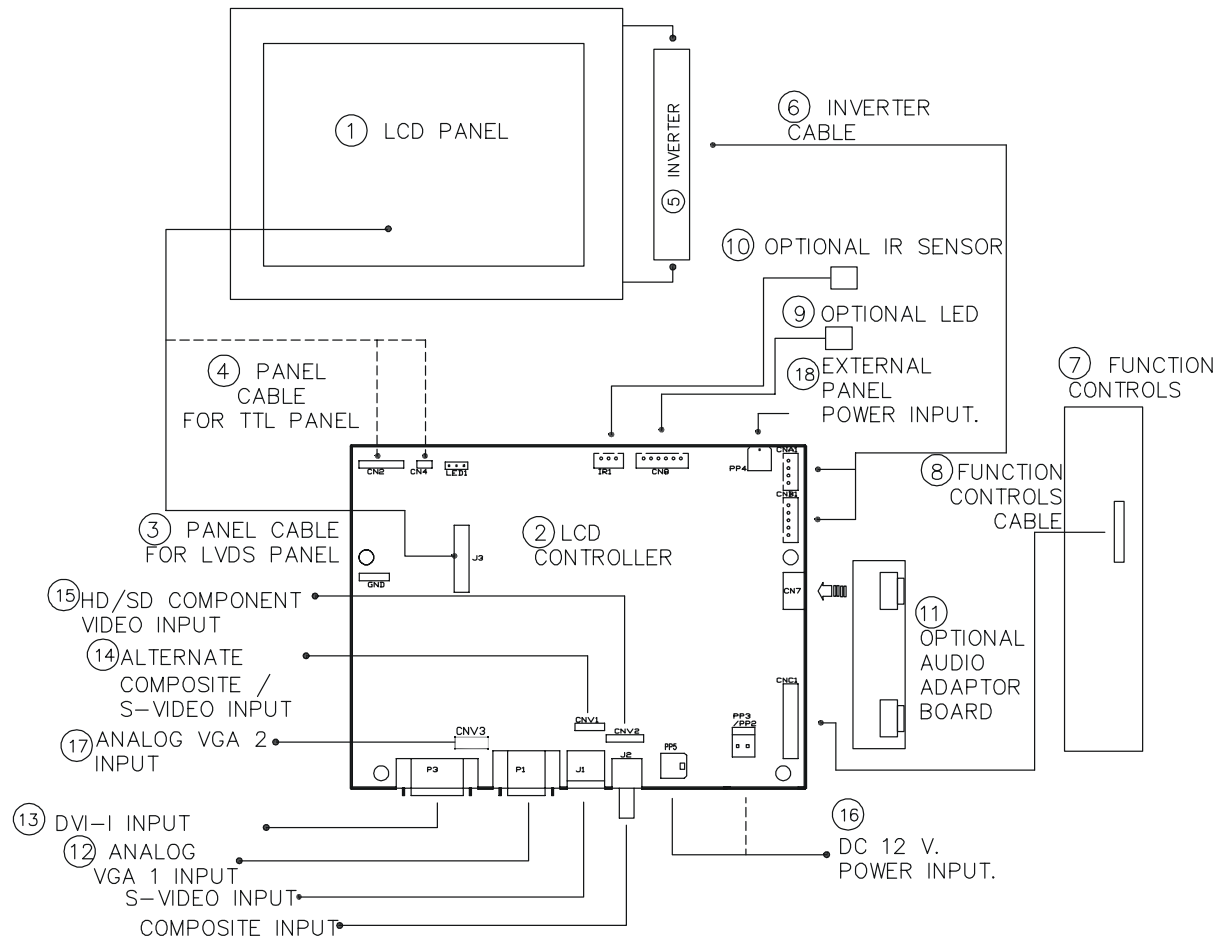 1 LCD PANEL
5 INVERTER
6 INVERTER
CABLE
10 OPTIONAL IR SENSOR
9 OPTIONAL LED
18 EXTERNAL
PANEL
POWER INPUT.
7 FUNCTION
CONTROLS
4 PANEL
CABLE
FOR TTL PANEL
CN2
CN4
LED1
IR1
CN8
PP4
CNA1
CNB1
8 FUNCTION
CONTROLS
CABLE
3 PANEL CABLE
FOR LVDS PANEL
2 LCD
CONTROLLER
J3
GND
CN7
15 HD/SD COMPONENT
VIDEO INPUT
14 ALTERNATE
COMPOSITE /
S-VIDEO INPUT
11
OPTIONAL
AUDIO
ADAPTOR
BOARD
CNC1
PP3
/PP2
CNV1
CNV2
CNV3
PP5
17 ANALOG VGA 2
INPUT
P3
P1
J1
J2
13 DVI-I INPUT
12 ANALOG
VGA 1 INPUT
S-VIDEO INPUT
COMPOSITE INPUT
16
DC 12 V.
POWER INPUT.